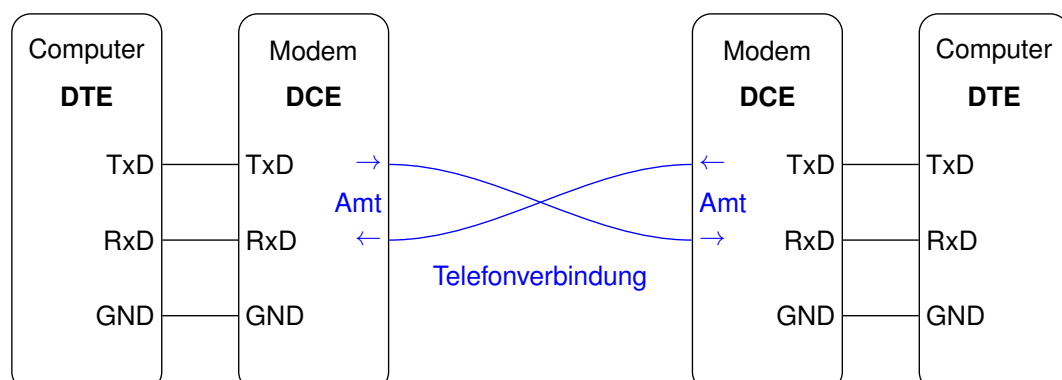 Computer Modem Modem Computer
DTE DCE DCE DTE
TxD TxD → ← TxD TxD
Amt Amt
RxD RxD ← → RxD RxD
Telefonverbindung
GND GND GND GND